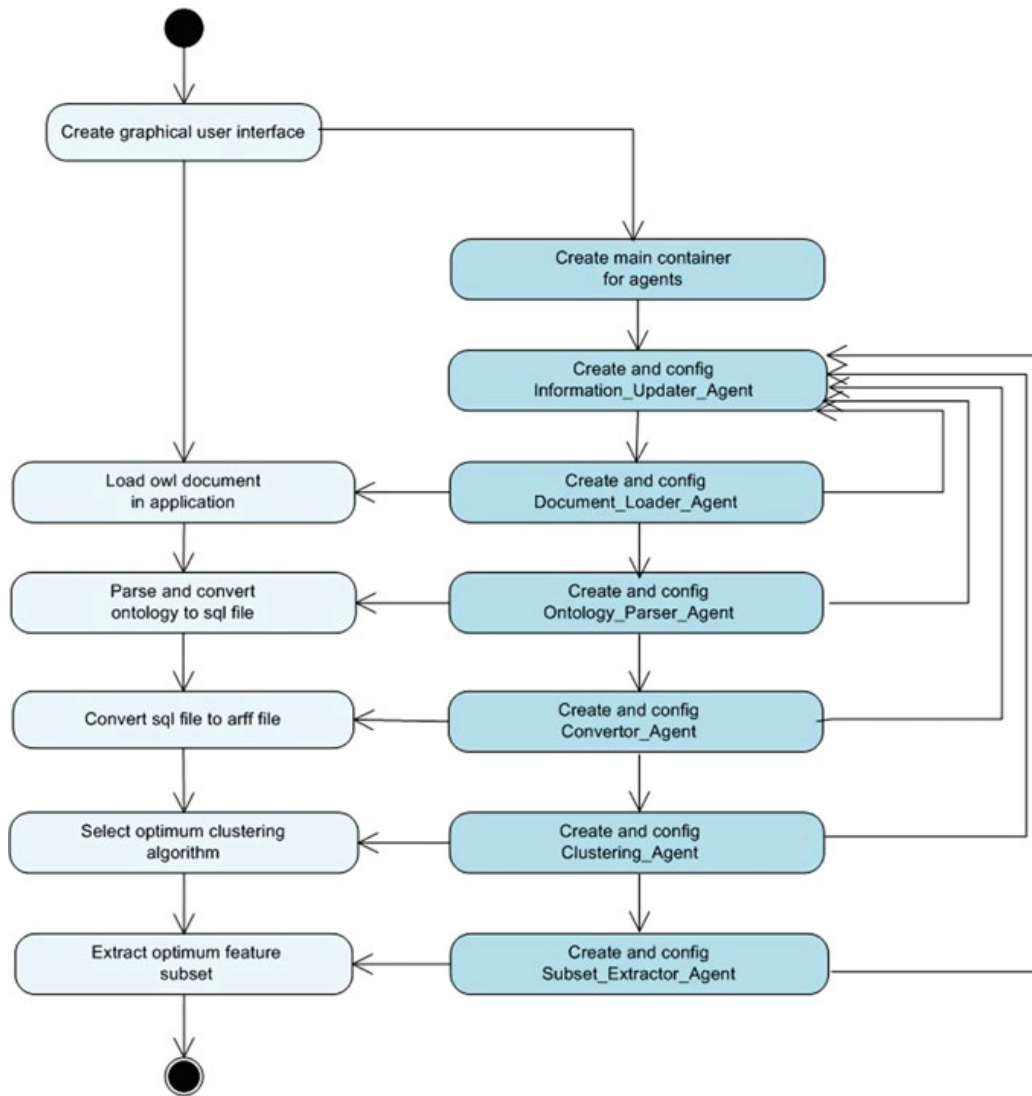 Create graphical user interface
Create main container
for agents
Create and config
Information_Updater_Agent
Load owl document
in application
Create and config
Document_Loader_Agent
Parse and convert
ontology to sql file
Create and config
Ontology_Parser_Agent
Convert sql file to arff file
Create and config
Convertor_Agent
Select optimum clustering
algorithm
Create and config
Clustering_Agent
Extract optimum feature
subset
Create and config
Subset_Extractor_Agent